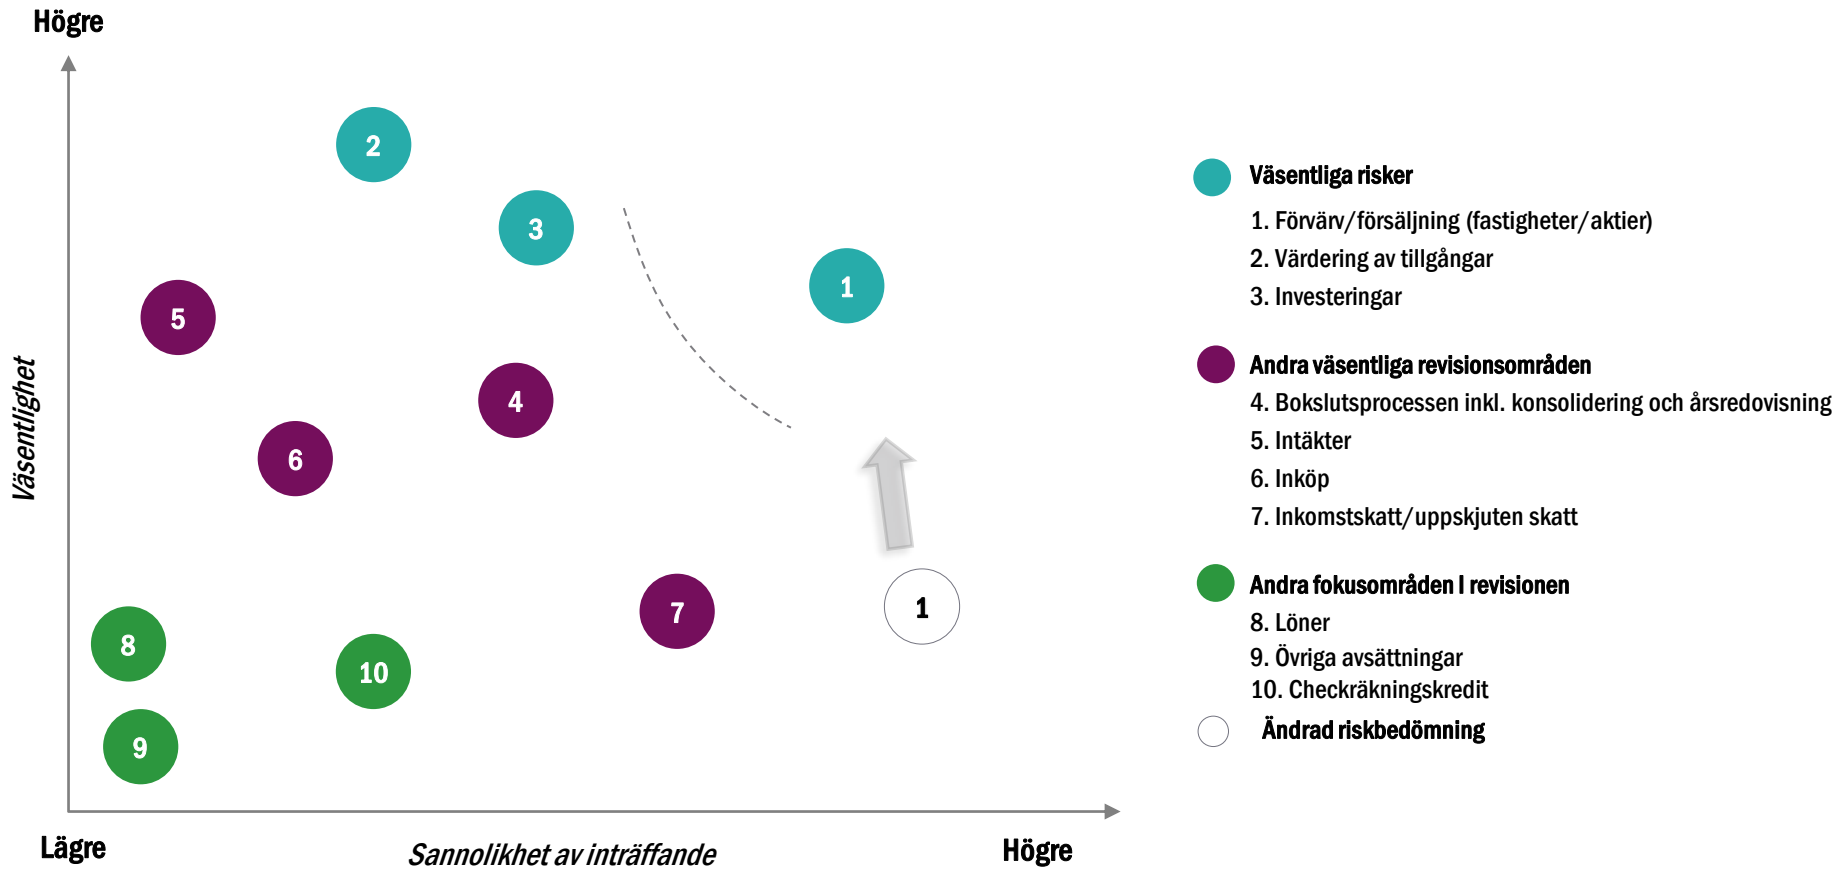 Högre
Väsentlighet
2
3
1
5
4
6
7
1
8
10
9
Lägre
Sannolikhet av inträffande
Högre
Väsentliga risker
1. Förvärv/försäljning (fastigheter/aktier)
2. Värdering av tillgångar
3. Investeringar
Andra väsentliga revisionsområden
4. Bokslutsprocessen inkl. konsolidering och årsredovisning
5. Intäkter
6. Inköp
7. Inkomstskatt/uppskjuten skatt
Andra fokusområden I revisionen
8. Löner
9. Övriga avsättningar
10. Checkräkningskredit
Ändrad riskbedömning